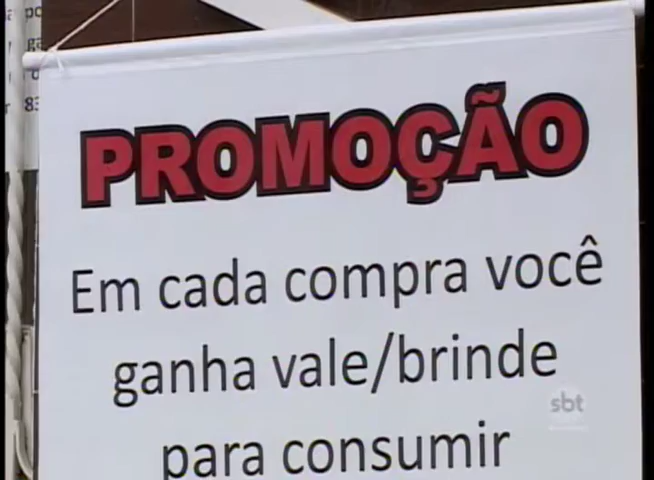 PROMOÇÃO
Em cada compra você
ganha vale/brinde
para consumir
sbt